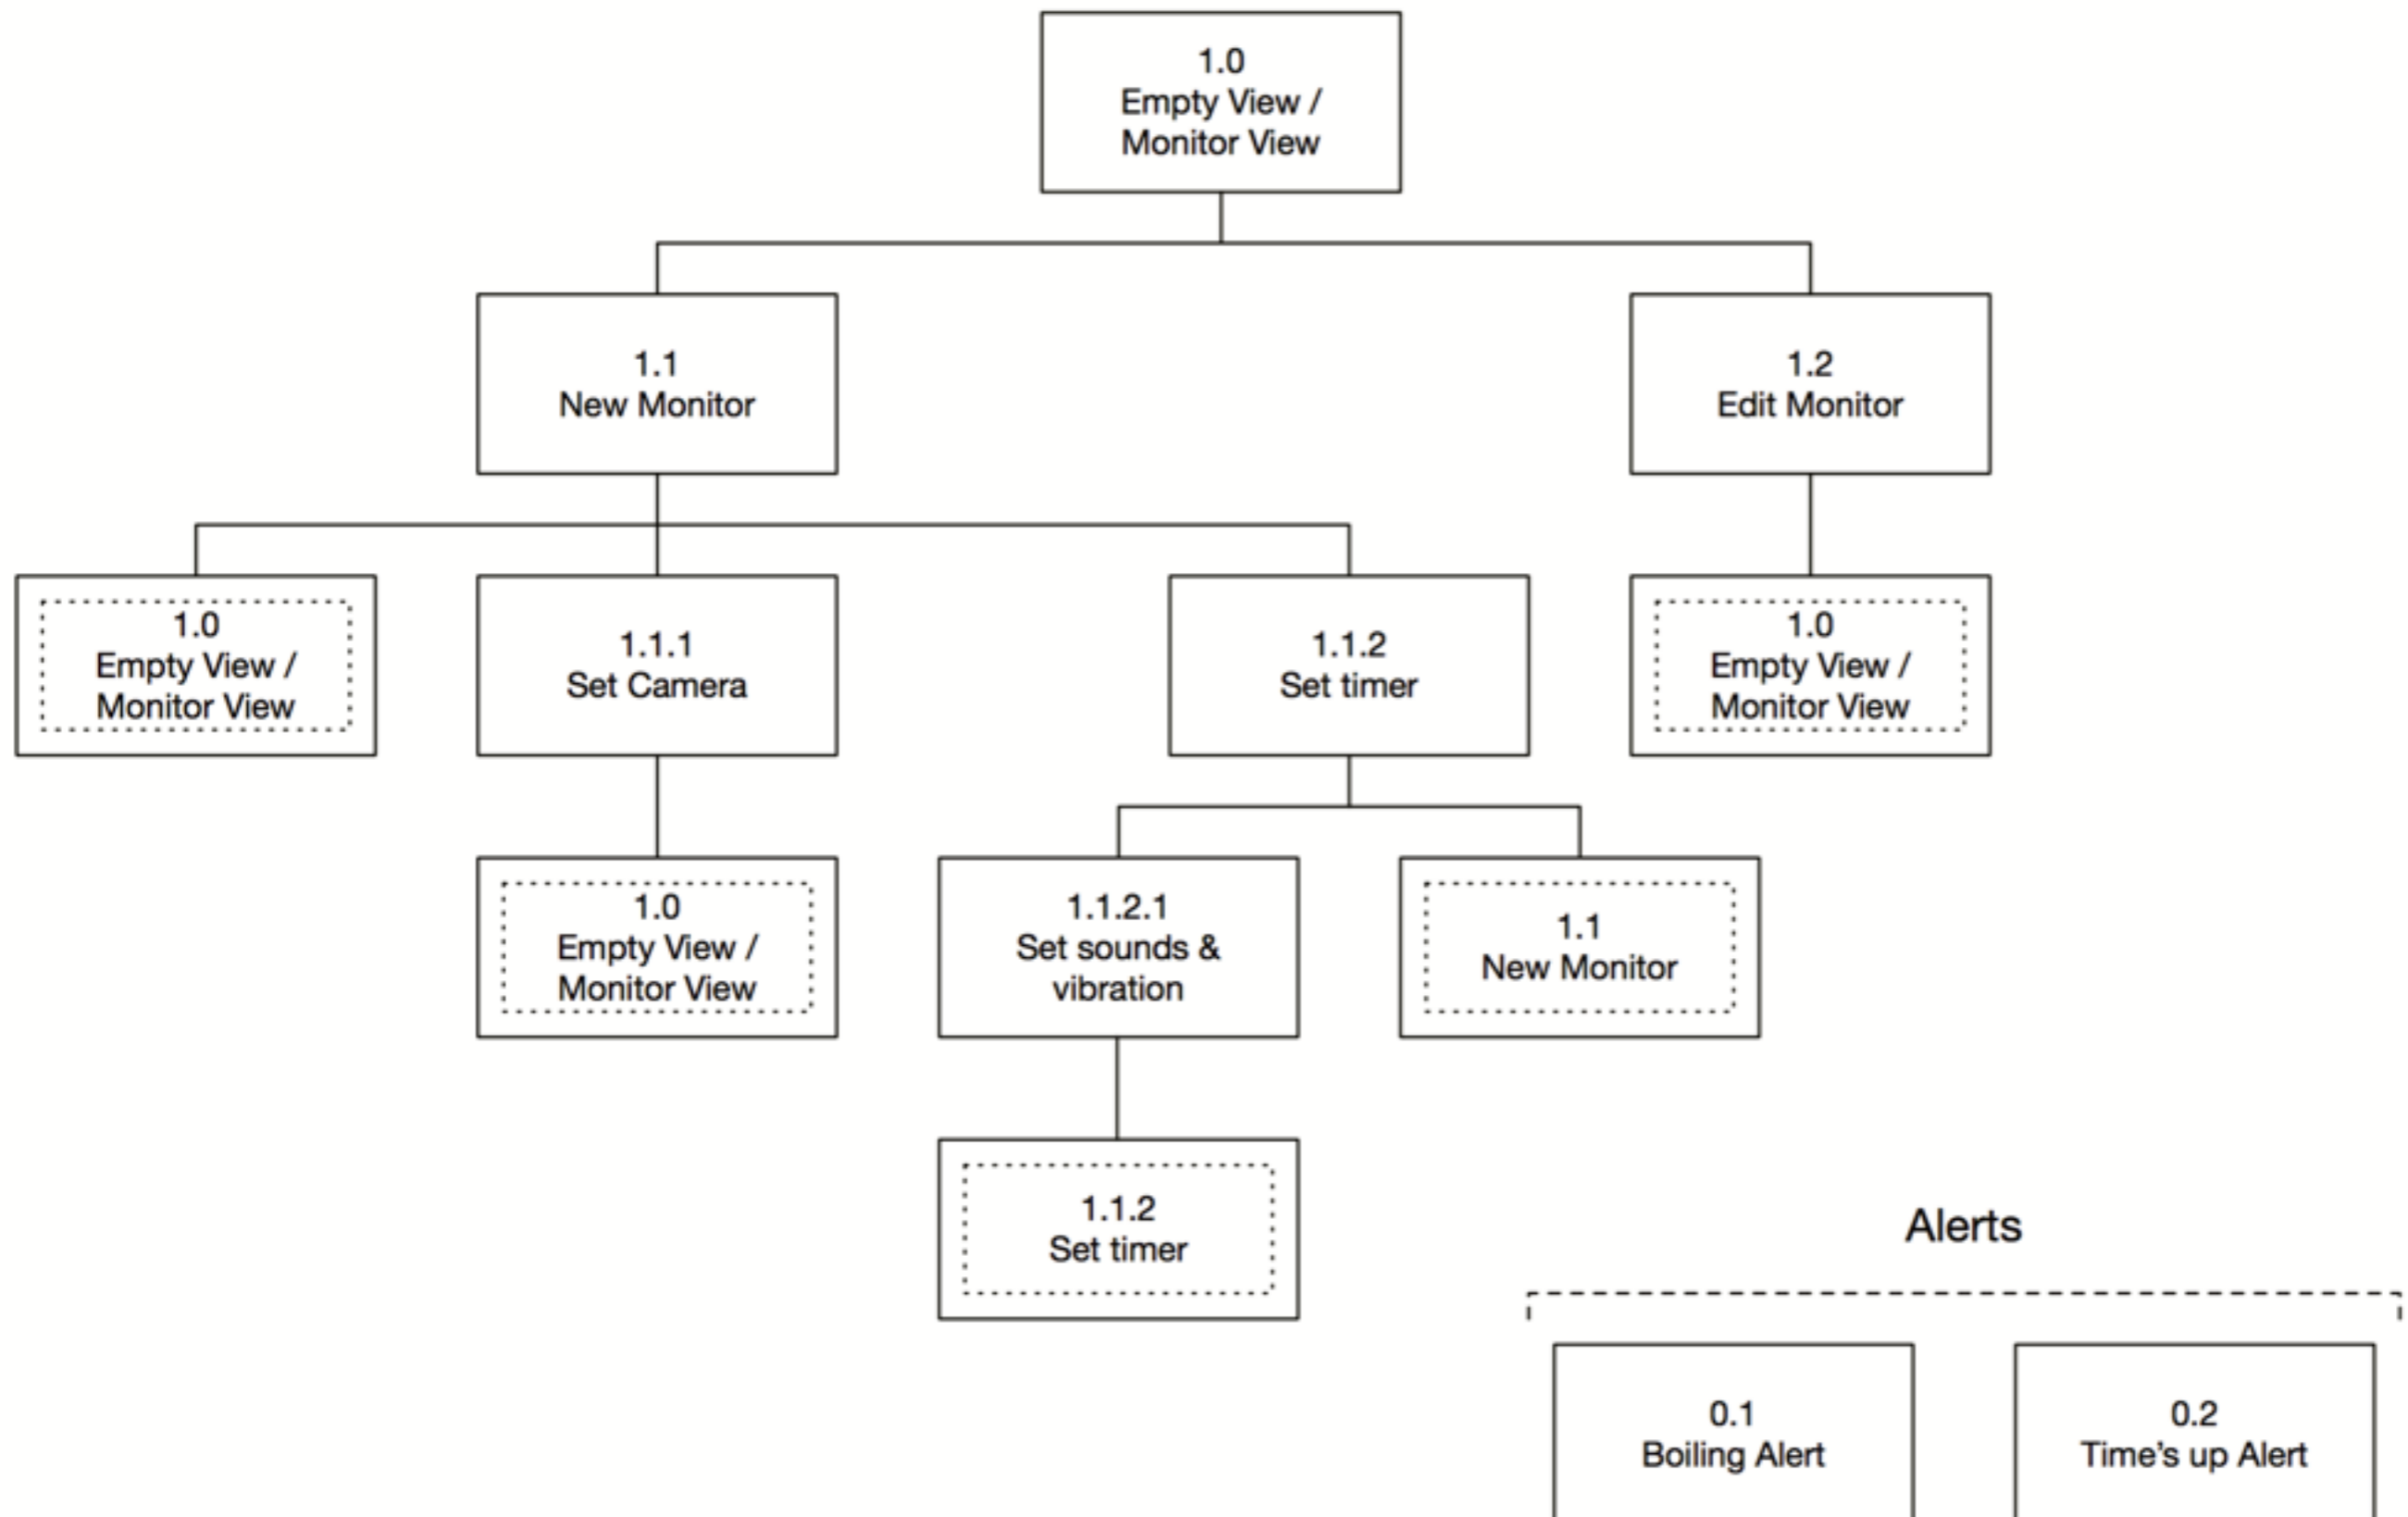 1.0
Empty View /
Monitor View
1.1
New Monitor
1.2
Edit Monitor
1.0
Empty View /
Monitor View
1.1.1
Set Camera
1.1.2
Set timer
1.0
Empty View /
Monitor View
1.0
Empty View /
Monitor View
1.1.2.1
Set sounds &
vibration
1.1
New Monitor
1.1.2
Set timer
Alerts
0.1
Boiling Alert
0.2
Time’s up Alert